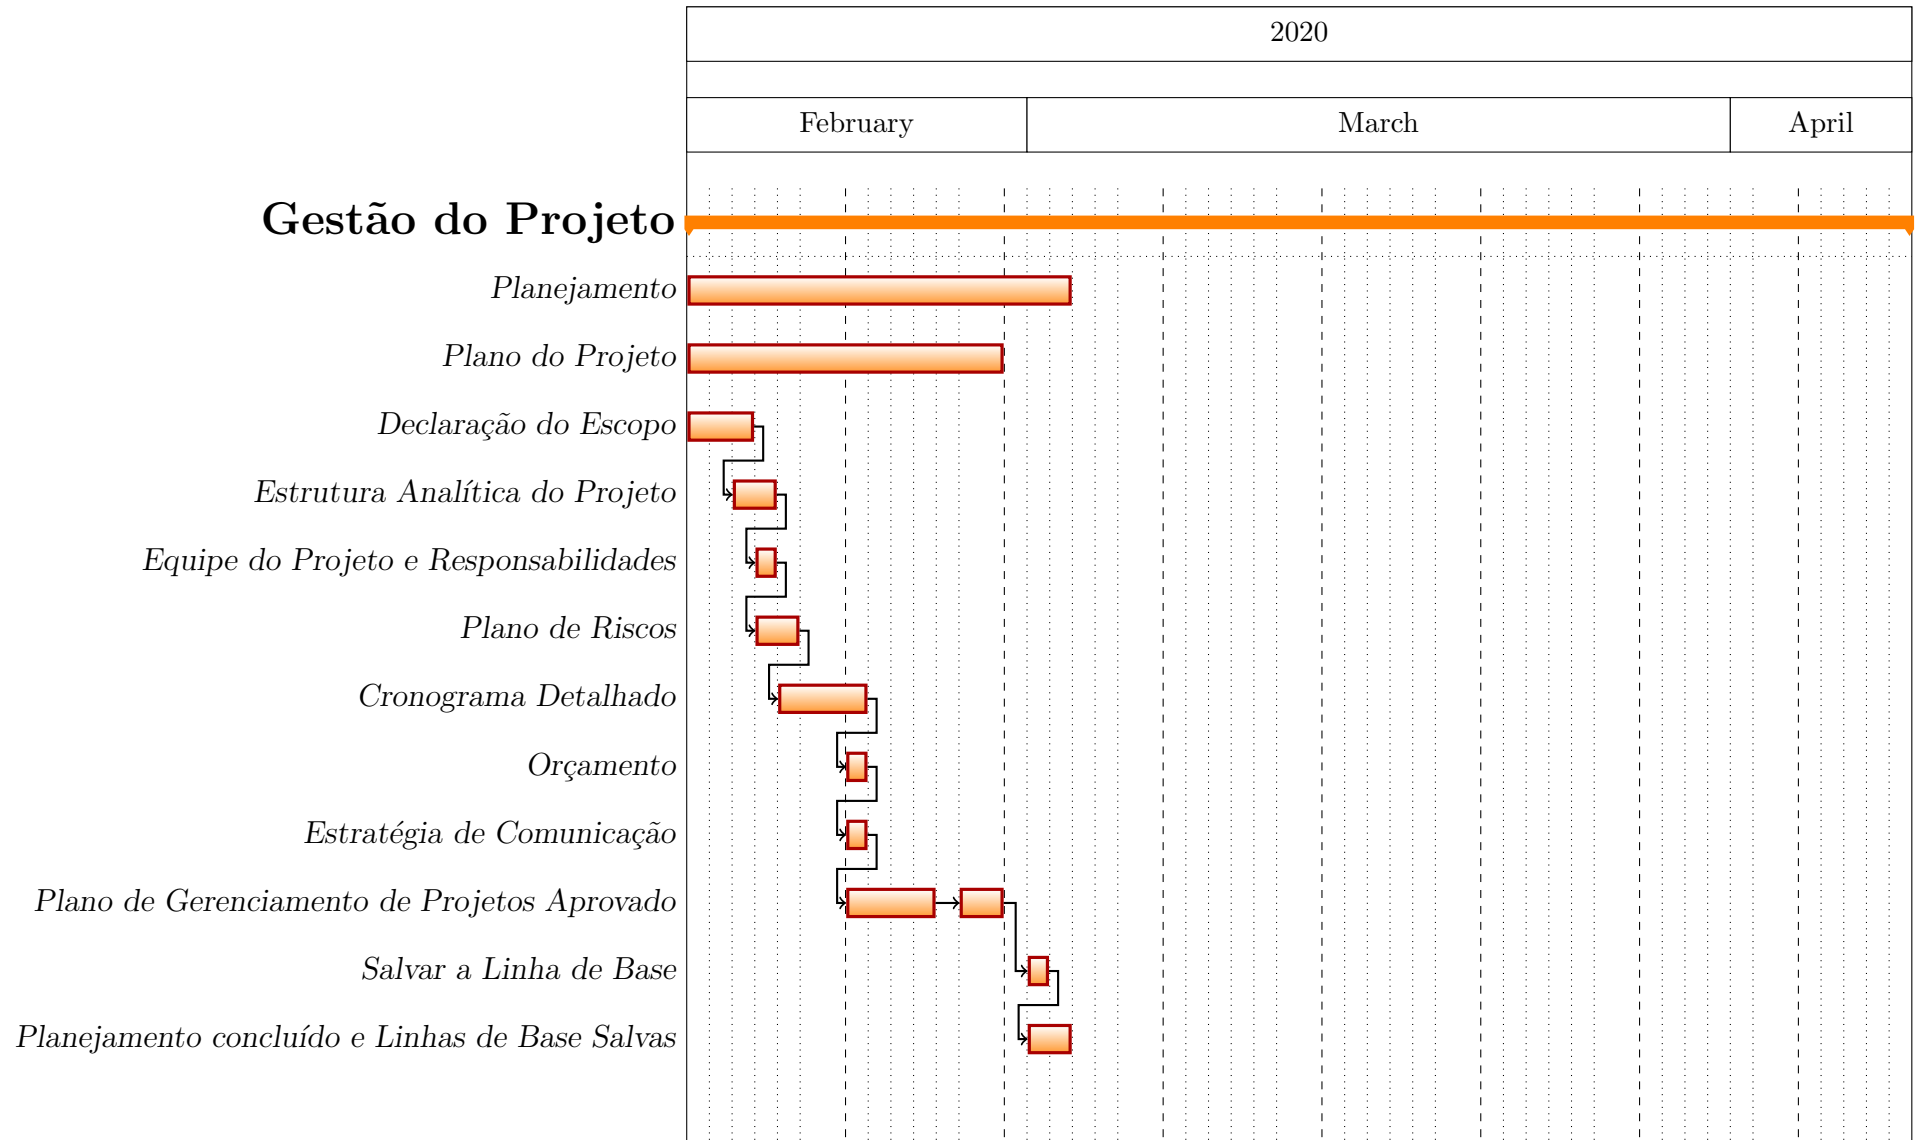 2020
February March April
Gestão do Projeto
Planejamento
Plano do Projeto
Declaração do Escopo
Estrutura Analítica do Projeto
Equipe do Projeto e Responsabilidades
Plano de Riscos
Cronograma Detalhado
Orçamento
Estratégia de Comunicação
Plano de Gerenciamento de Projetos Aprovado
Salvar a Linha de Base
Planejamento concluído e Linhas de Base Salvas